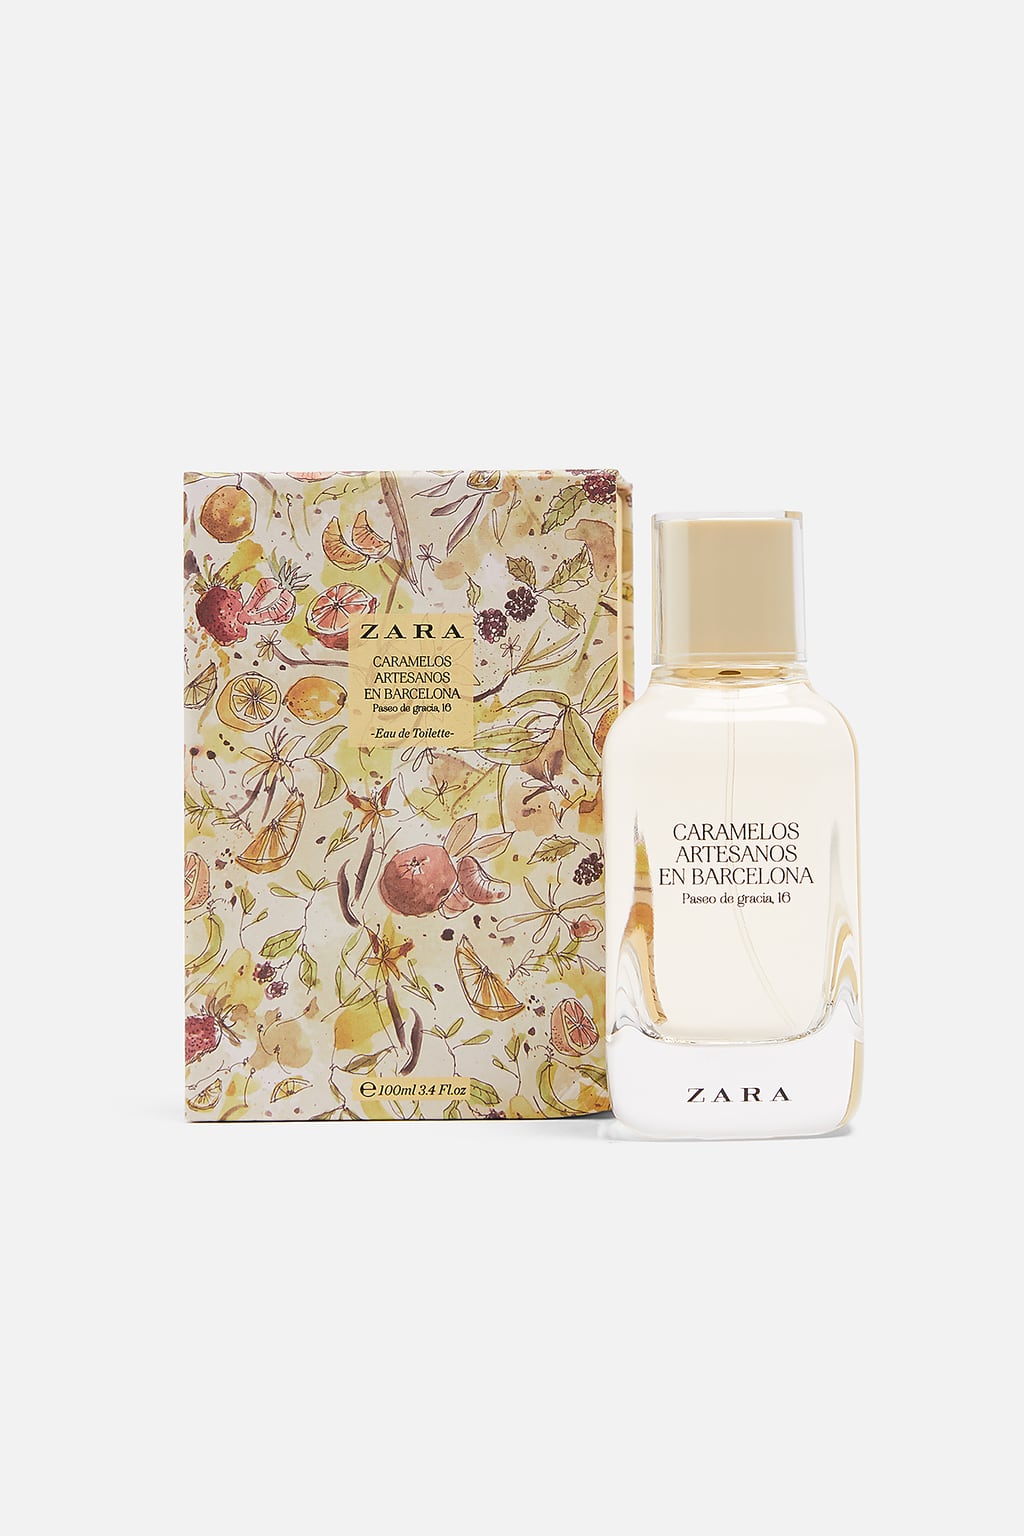 ZARA
CARAMELOS
ARTESANOS
EN BARCELONA
Paseo de gracia, 16
-Eau de Toilette-
℮100ml 3.4 Fl.oz
CARAMELOS
ARTESANOS
EN BARCELONA
Paseo de gracia, 16
ZARA